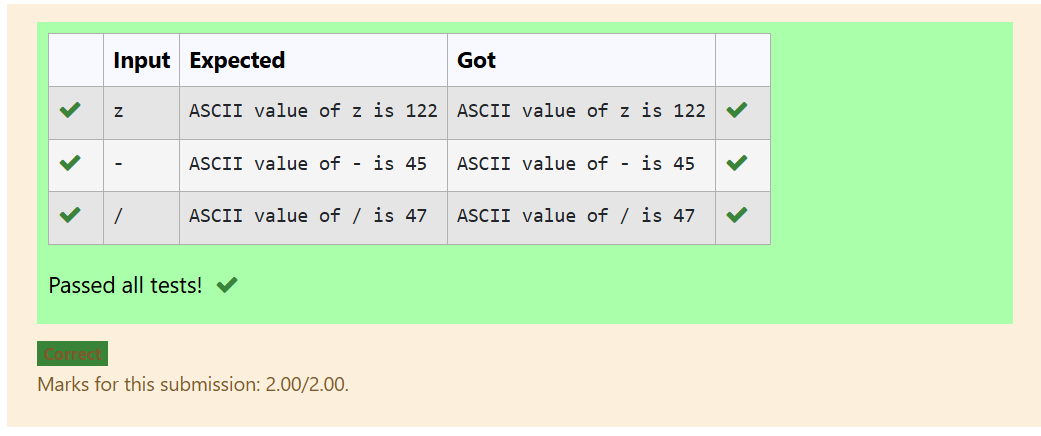 Input Expected Got
z ASCII value of z is 122 ASCII value of z is 122
- ASCII value of - is 45 ASCII value of - is 45
/ ASCII value of / is 47 ASCII value of / is 47
Passed all tests!
Correct
Marks for this submission: 2.00/2.00.